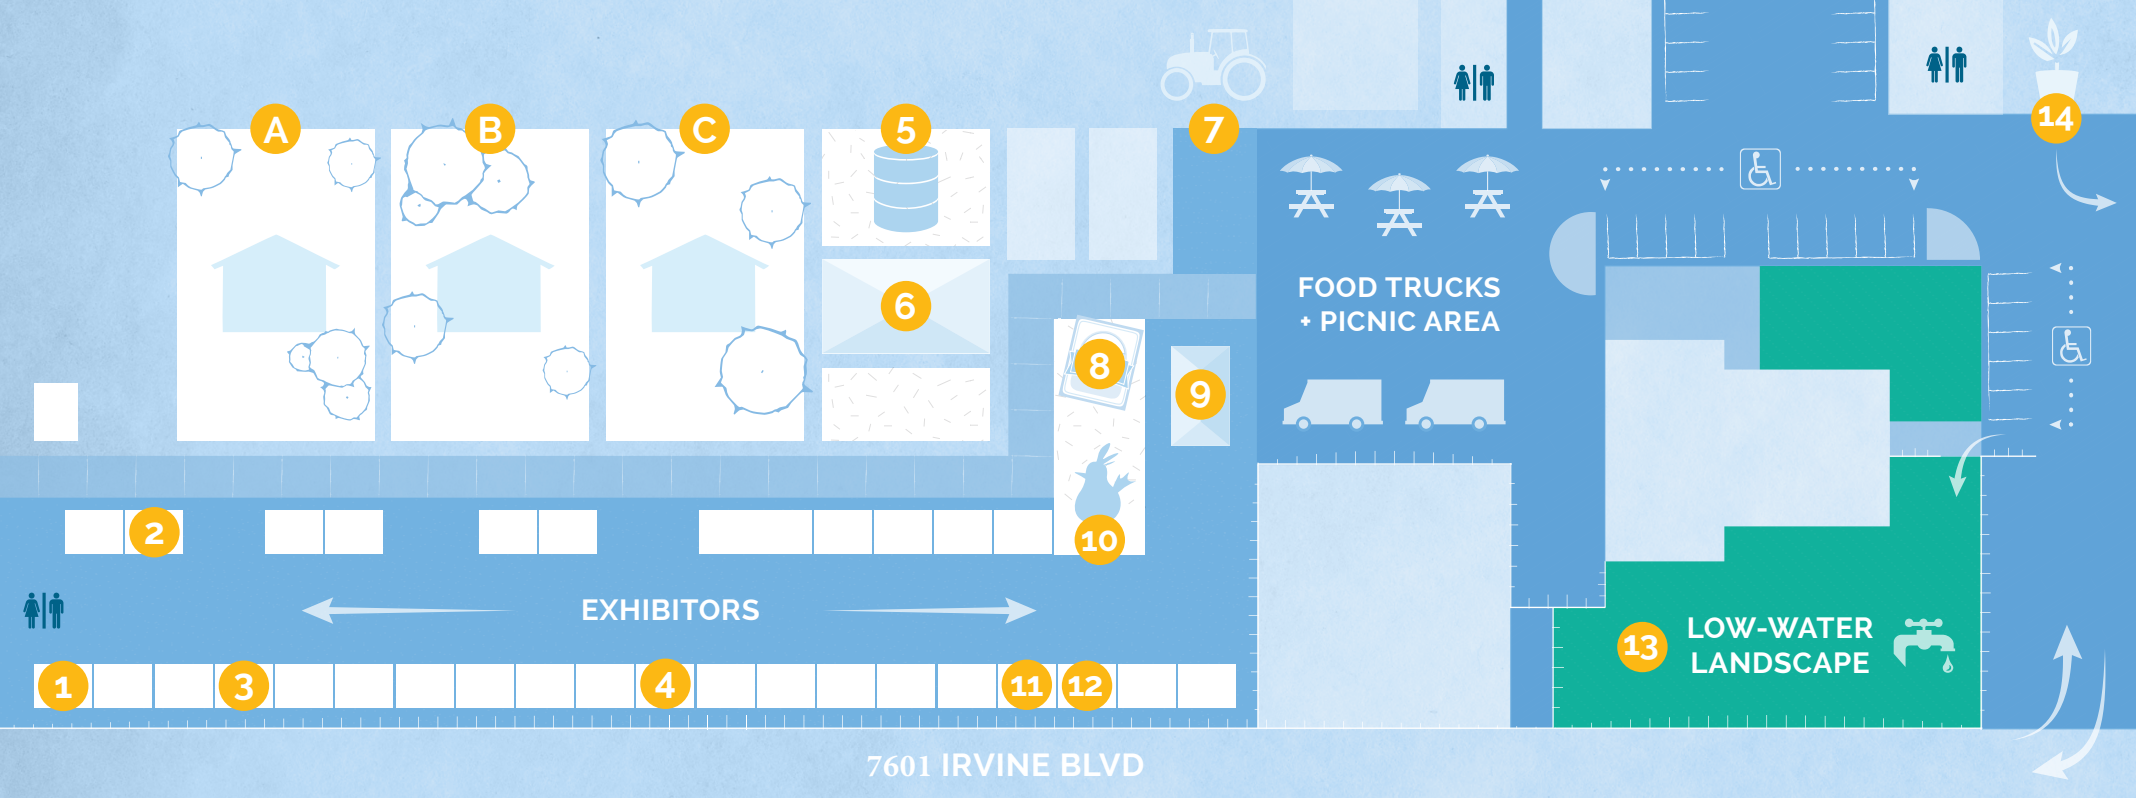 A
B
C
5
7
14
6
FOOD TRUCKS
+ PICNIC AREA
8
9
2
10
EXHIBITORS
1
3
4
11
12
13
LOW-WATER
LANDSCAPE
7601 IRVINE BLVD